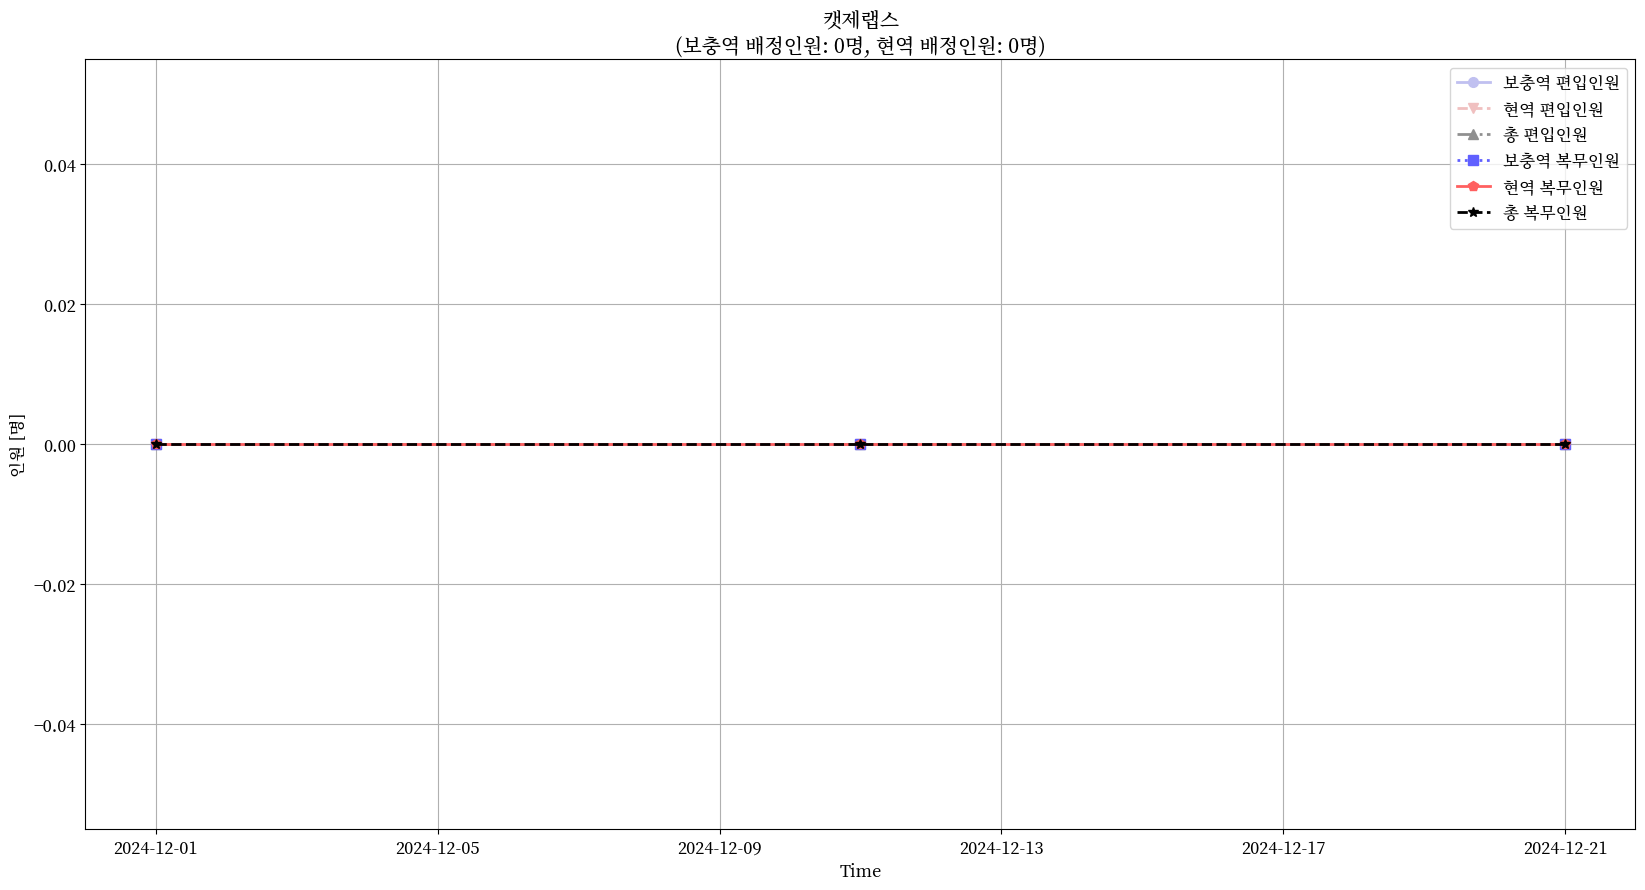 캣제랩스
(보충역 배정인원: 0명, 현역 배정인원: 0명)
보충역 편입인원
현역 편입인원
총 편입인원
보충역 복무인원
현역 복무인원
총 복무인원
0.04
0.02
0.00
−0.02
−0.04
인원 [명]
2024-12-01
2024-12-05
2024-12-09
2024-12-13
2024-12-17
2024-12-21
Time